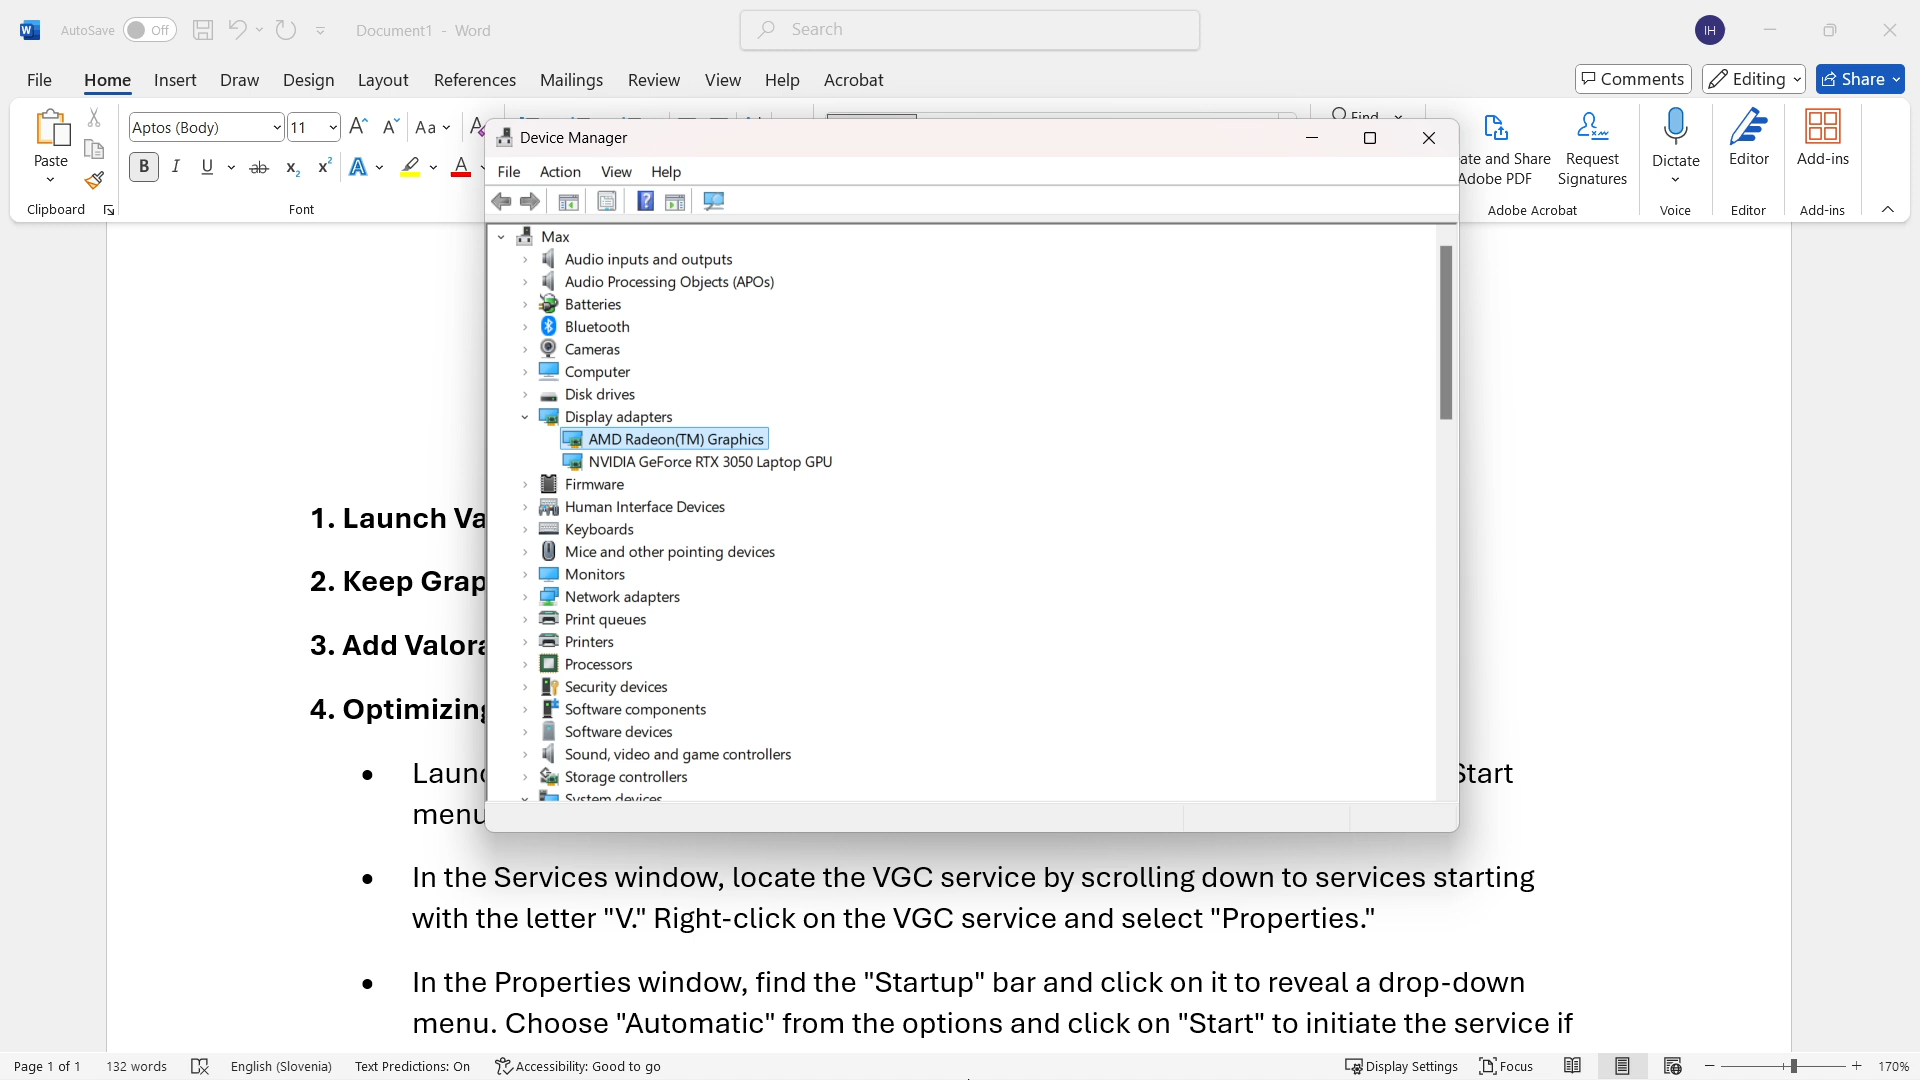 AutoSave Off Document1 - Word Search IH
File Home Insert Draw Design Layout References Mailings Review View Help Acrobat Comments Editing Share
Paste Clipboard
Aptos (Body) 11 Aa
B I U ab x₂ x² A A
Font
Find
ate and Share
Adobe PDF
Request
Signatures
Adobe Acrobat
Dictate
Voice
Editor
Editor
Add-ins
Add-ins
Device Manager
File Action View Help
Max
Audio inputs and outputs
Audio Processing Objects (APOs)
Batteries
Bluetooth
Cameras
Computer
Disk drives
Display adapters
AMD Radeon(TM) Graphics
NVIDIA GeForce RTX 3050 Laptop GPU
Firmware
Human Interface Devices
Keyboards
Mice and other pointing devices
Monitors
Network adapters
Print queues
Printers
Processors
Security devices
Software components
Software devices
Sound, video and game controllers
Storage controllers
System devices
1. Launch Va
2. Keep Grap
3. Add Valora
4. Optimizing
• Launc Start
menu
• In the Services window, locate the VGC service by scrolling down to services starting
with the letter "V." Right-click on the VGC service and select "Properties."
• In the Properties window, find the "Startup" bar and click on it to reveal a drop-down
menu. Choose "Automatic" from the options and click on "Start" to initiate the service if
Page 1 of 1 132 words English (Slovenia) Text Predictions: On Accessibility: Good to go Display Settings Focus 170%